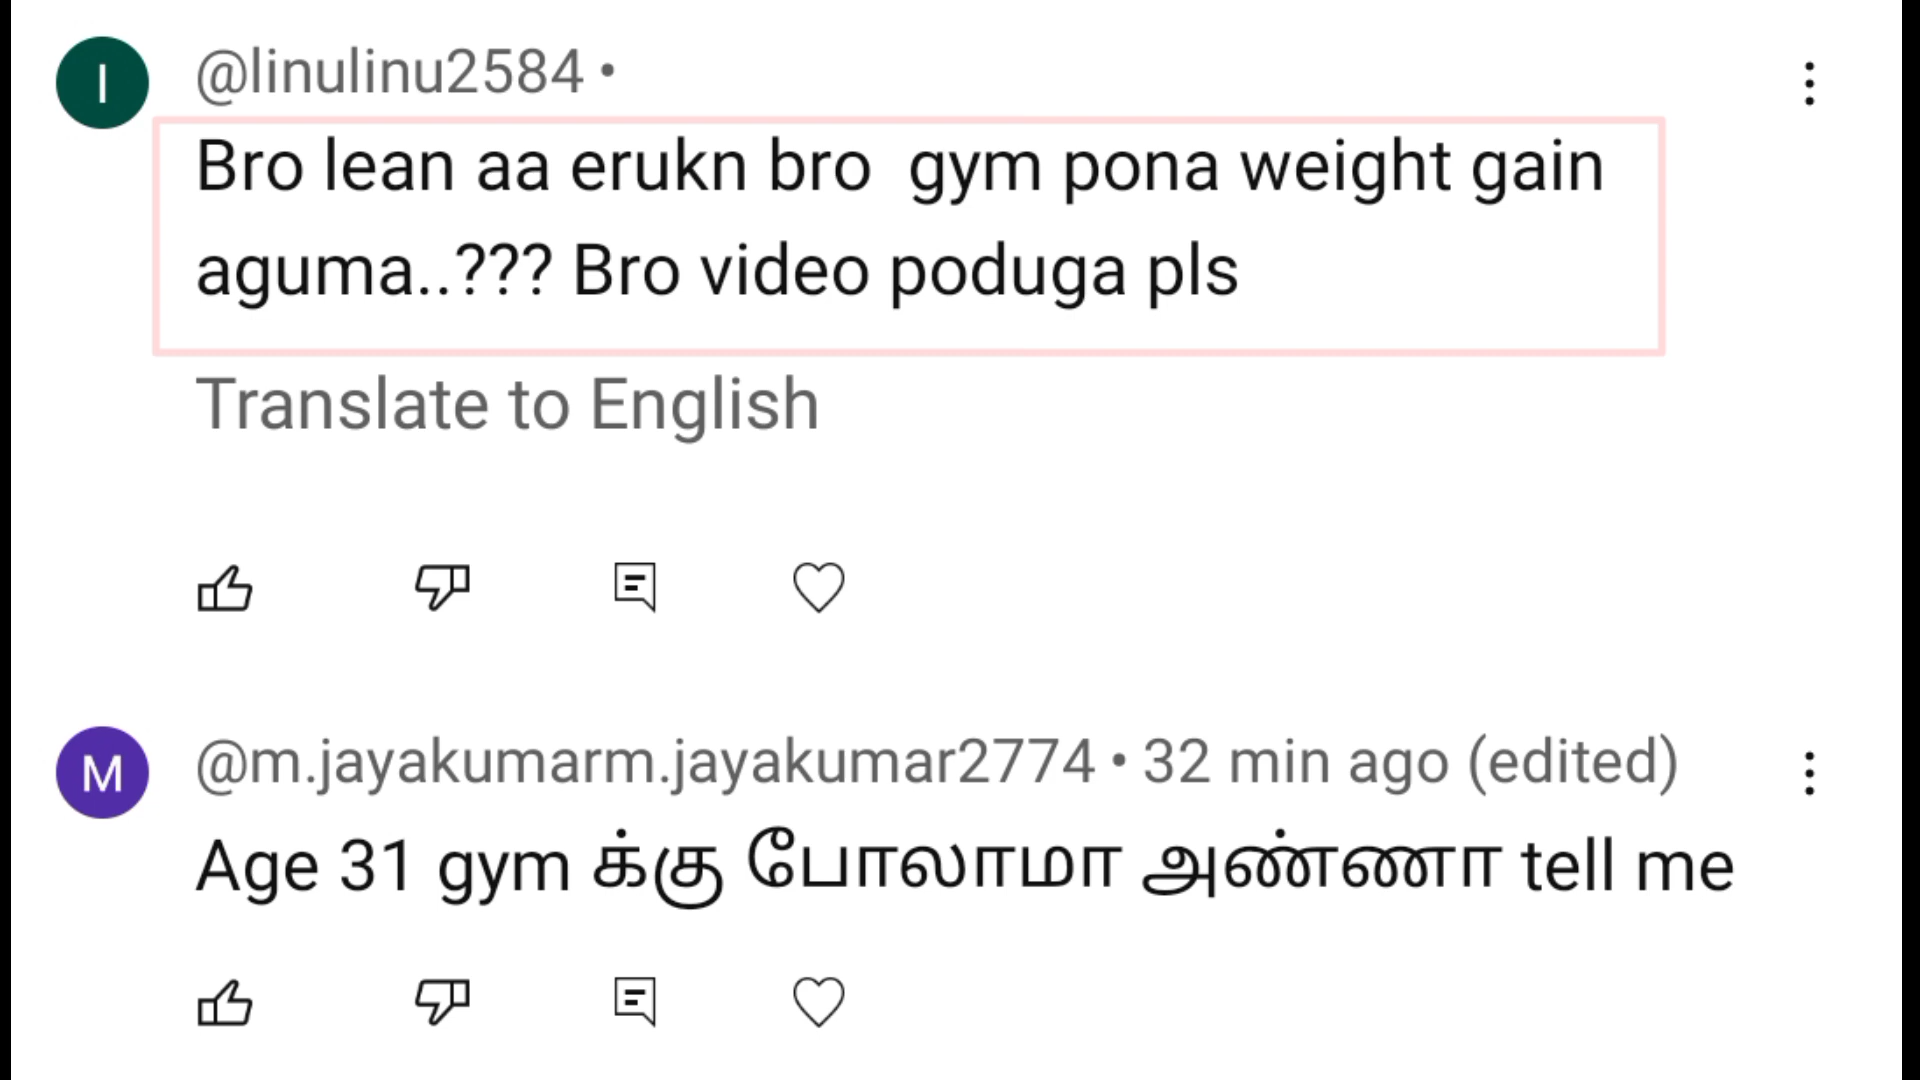 I
@linulinu2584 •
Bro lean aa erukn bro  gym pona weight gain
aguma..??? Bro video poduga pls
Translate to English
M
@m.jayakumarm.jayakumar2774 • 32 min ago (edited)
Age 31 gym க்கு போலாமா அண்ணா tell me